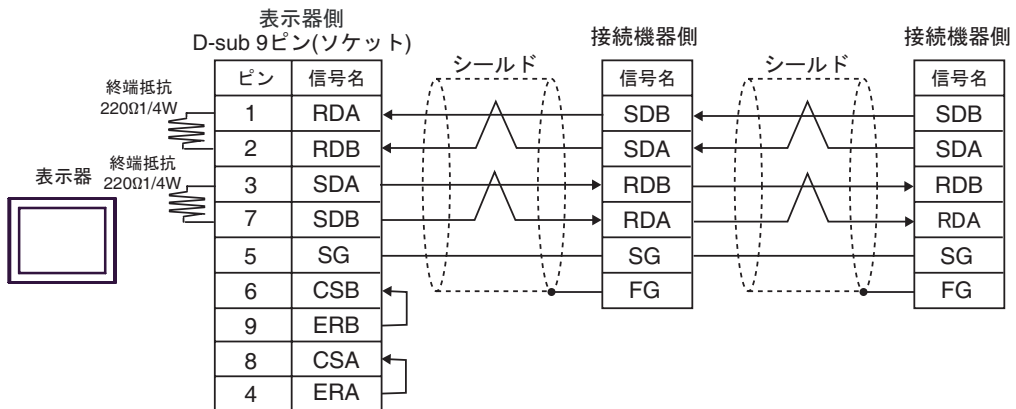 表示器側
D-sub 9ピン(ソケット)
接続機器側
接続機器側
シールド
シールド
終端抵抗
220Ω1/4W
終端抵抗
220Ω1/4W
表示器
ピン 信号名
1 RDA
2 RDB
3 SDA
7 SDB
5 SG
6 CSB
9 ERB
8 CSA
4 ERA
信号名
SDB
SDA
RDB
RDA
SG
FG
信号名
SDB
SDA
RDB
RDA
SG
FG